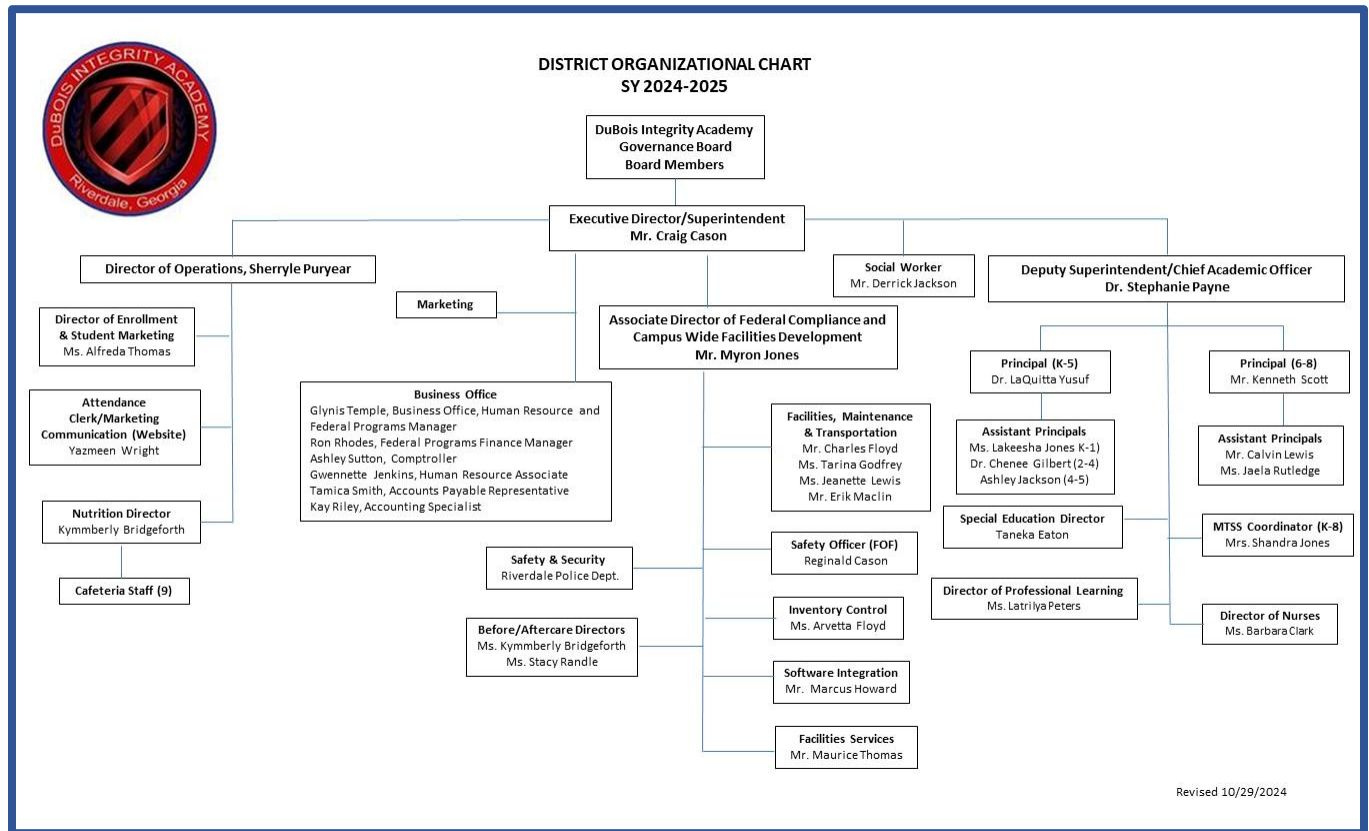 DuBOIS INTEGRITY ACADEMY
Riverdale, Georgia
DISTRICT ORGANIZATIONAL CHART
SY 2024-2025
DuBois Integrity Academy
Governance Board
Board Members
Executive Director/Superintendent
Mr. Craig Cason
Director of Operations, Sherryle Puryear
Social Worker
Mr. Derrick Jackson
Deputy Superintendent/Chief Academic Officer
Dr. Stephanie Payne
Marketing
Director of Enrollment
& Student Marketing
Ms. Alfreda Thomas
Associate Director of Federal Compliance and
Campus Wide Facilities Development
Mr. Myron Jones
Principal (K-5)
Dr. LaQuitta Yusuf
Principal (6-8)
Mr. Kenneth Scott
Attendance
Clerk/Marketing
Communication (Website)
Yazmeen Wright
Business Office
Glynis Temple, Business Office, Human Resource and
Federal Programs Manager
Ron Rhodes, Federal Programs Finance Manager
Ashley Sutton, Comptroller
Gwennette Jenkins, Human Resource Associate
Tamica Smith, Accounts Payable Representative
Kay Riley, Accounting Specialist
Facilities, Maintenance
& Transportation
Mr. Charles Floyd
Ms. Tarina Godfrey
Ms. Jeanette Lewis
Mr. Erik Maclin
Assistant Principals
Ms. Lakeesha Jones K-1)
Dr. Chenee Gilbert (2-4)
Ashley Jackson (4-5)
Assistant Principals
Mr. Calvin Lewis
Ms. Jaela Rutledge
Nutrition Director
Kymmberly Bridgeforth
Special Education Director
Taneka Eaton
MTSS Coordinator (K-8)
Mrs. Shandra Jones
Safety & Security
Riverdale Police Dept.
Safety Officer (FOF)
Reginald Cason
Cafeteria Staff (9)
Director of Professional Learning
Ms. Latrilya Peters
Inventory Control
Ms. Arvetta Floyd
Director of Nurses
Ms. Barbara Clark
Before/Aftercare Directors
Ms. Kymmberly Bridgeforth
Ms. Stacy Randle
Software Integration
Mr. Marcus Howard
Facilities Services
Mr. Maurice Thomas
Revised 10/29/2024